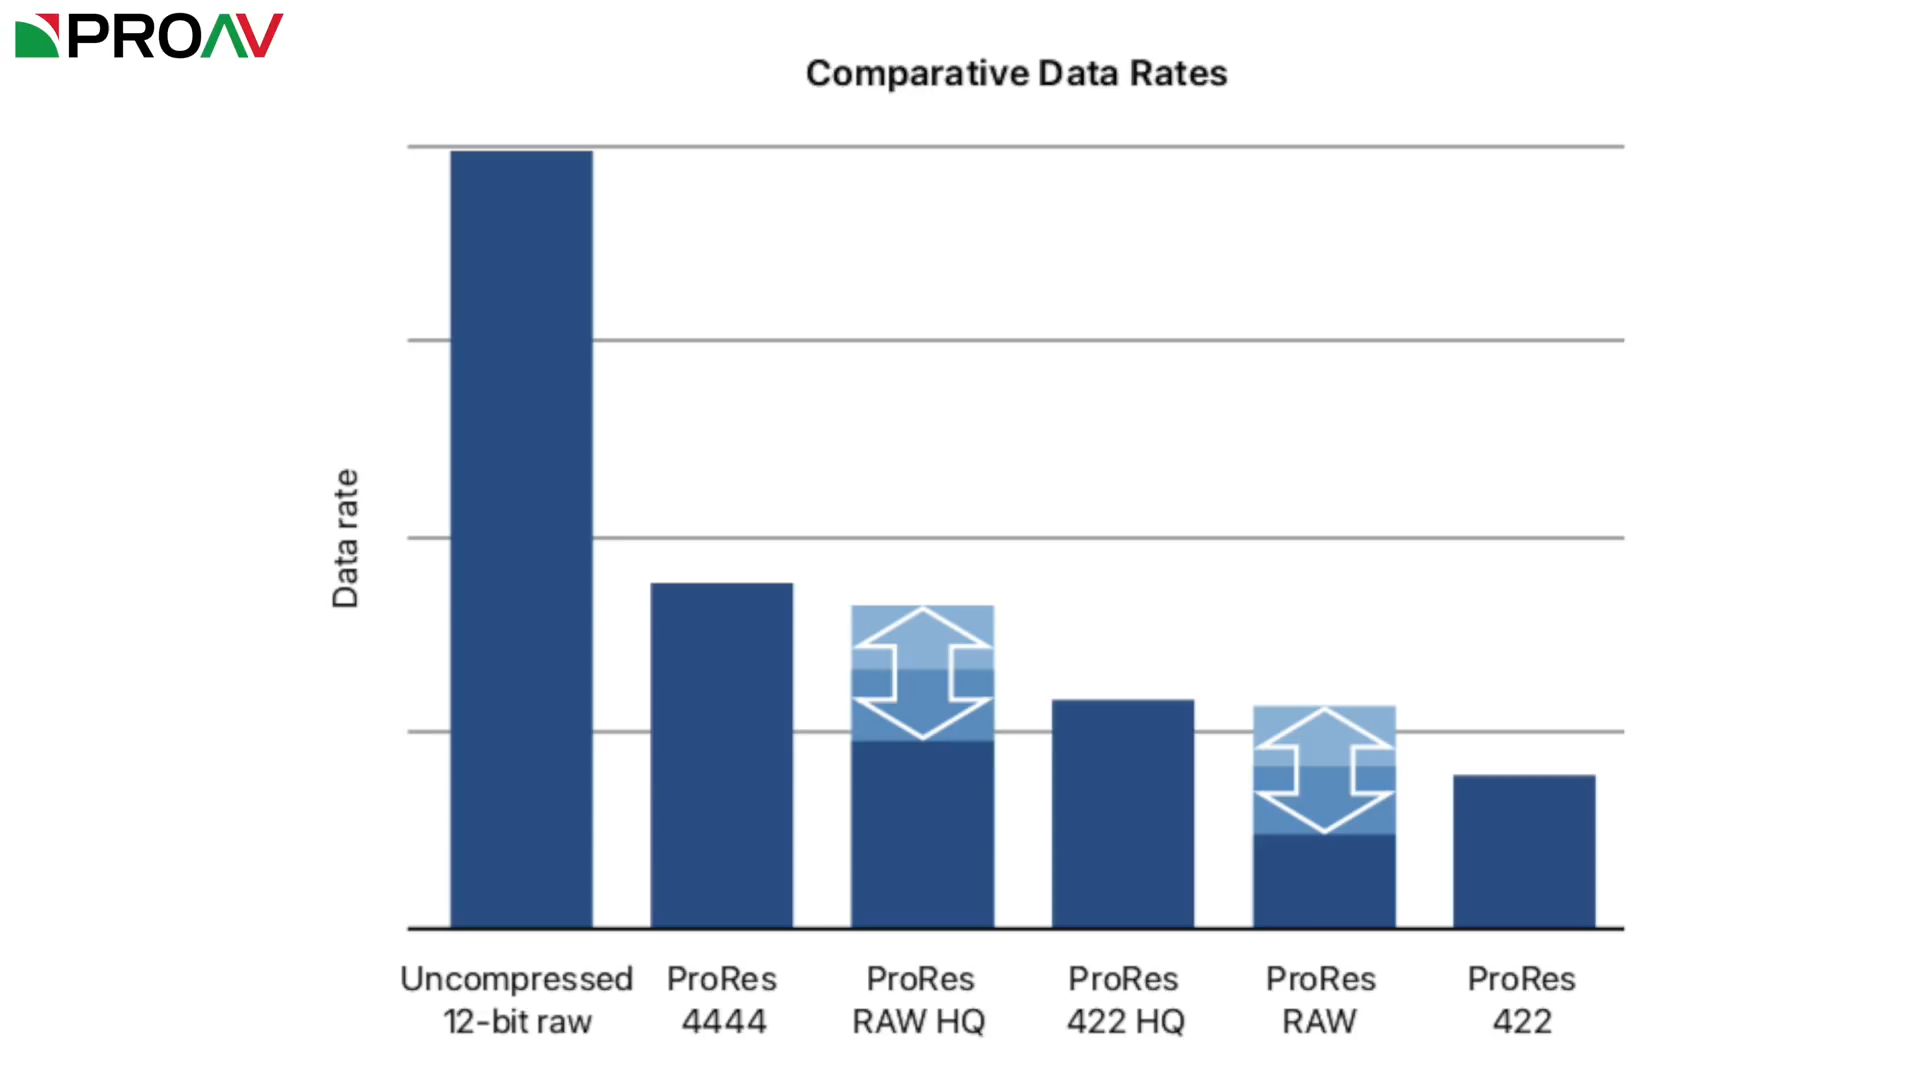 PROAV
Comparative Data Rates
Data rate
Uncompressed
12-bit raw
ProRes
4444
ProRes
RAW HQ
ProRes
422 HQ
ProRes
RAW
ProRes
422